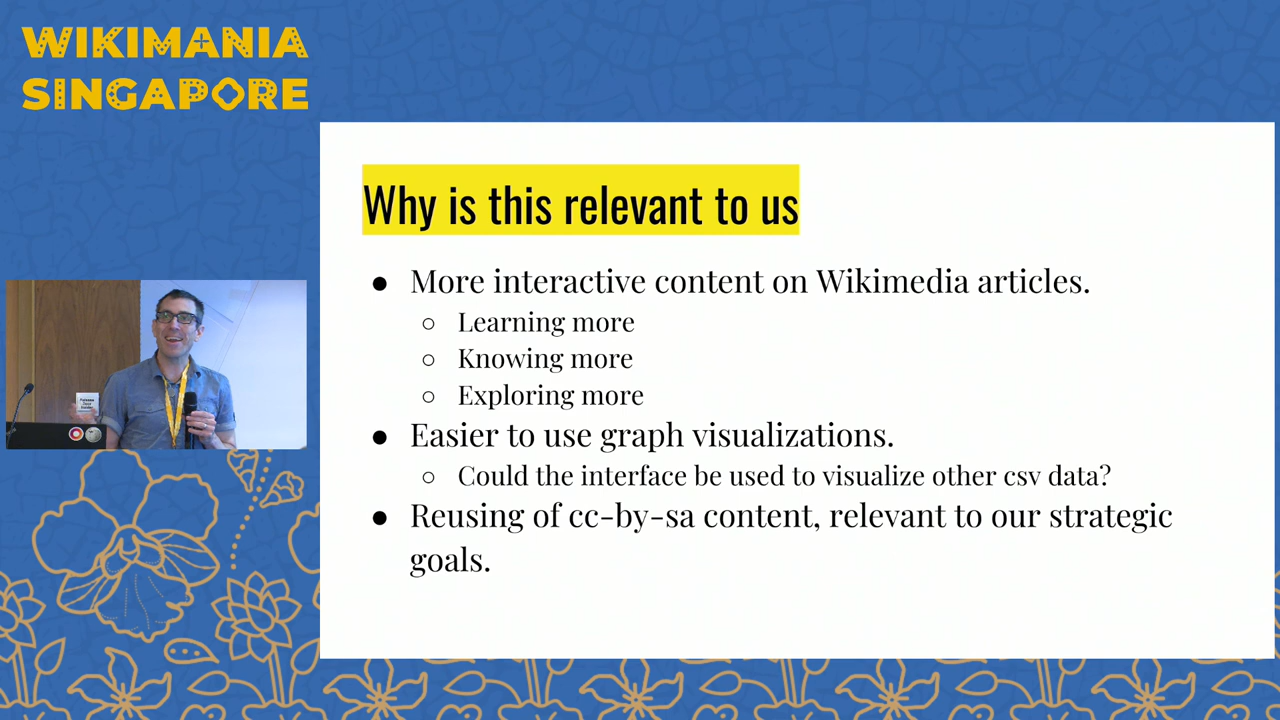 WIKIMANIA
SINGAPORE
Why is this relevant to us
● More interactive content on Wikimedia articles.
○ Learning more
○ Knowing more
○ Exploring more
● Easier to use graph visualizations.
○ Could the interface be used to visualize other csv data?
● Reusing of cc-by-sa content, relevant to our strategic
goals.